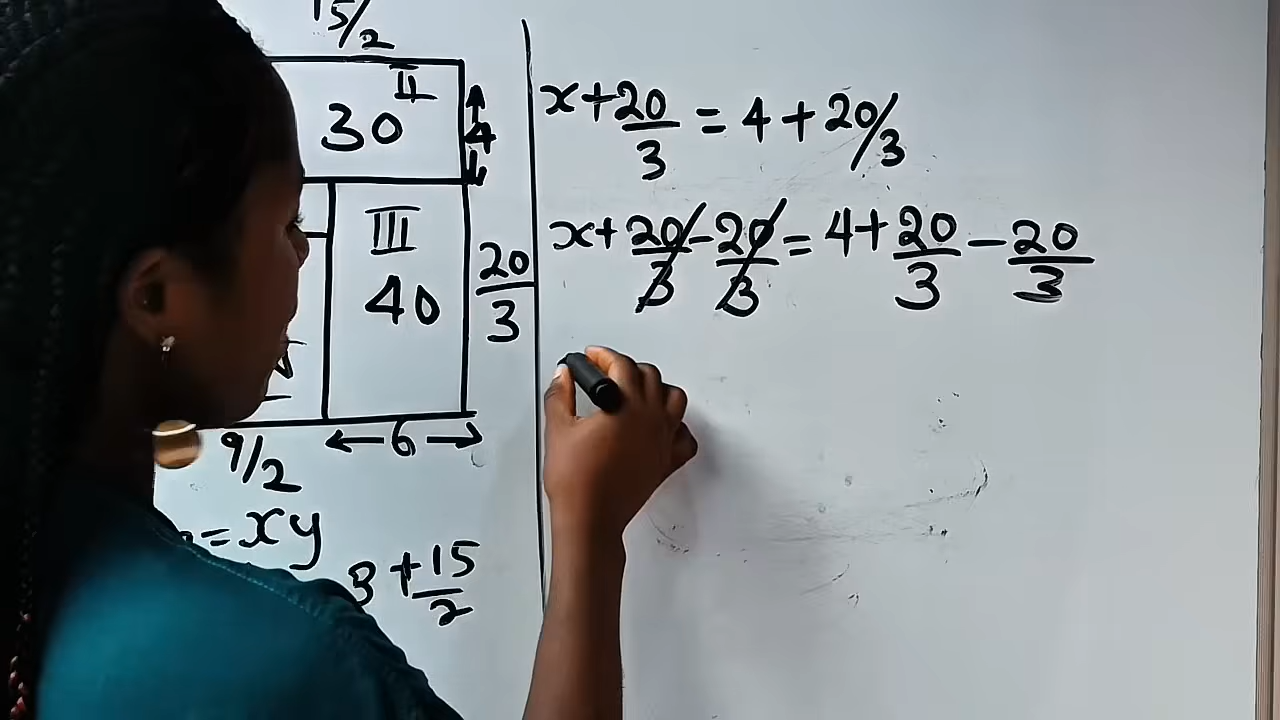 15/2
II
30
4
III
40
20/3
9/2
6
= xy
3 + 15/2
x + 20/3 = 4 + 20/3
x + 20/3 - 20/3 = 4 + 20/3 - 20/3